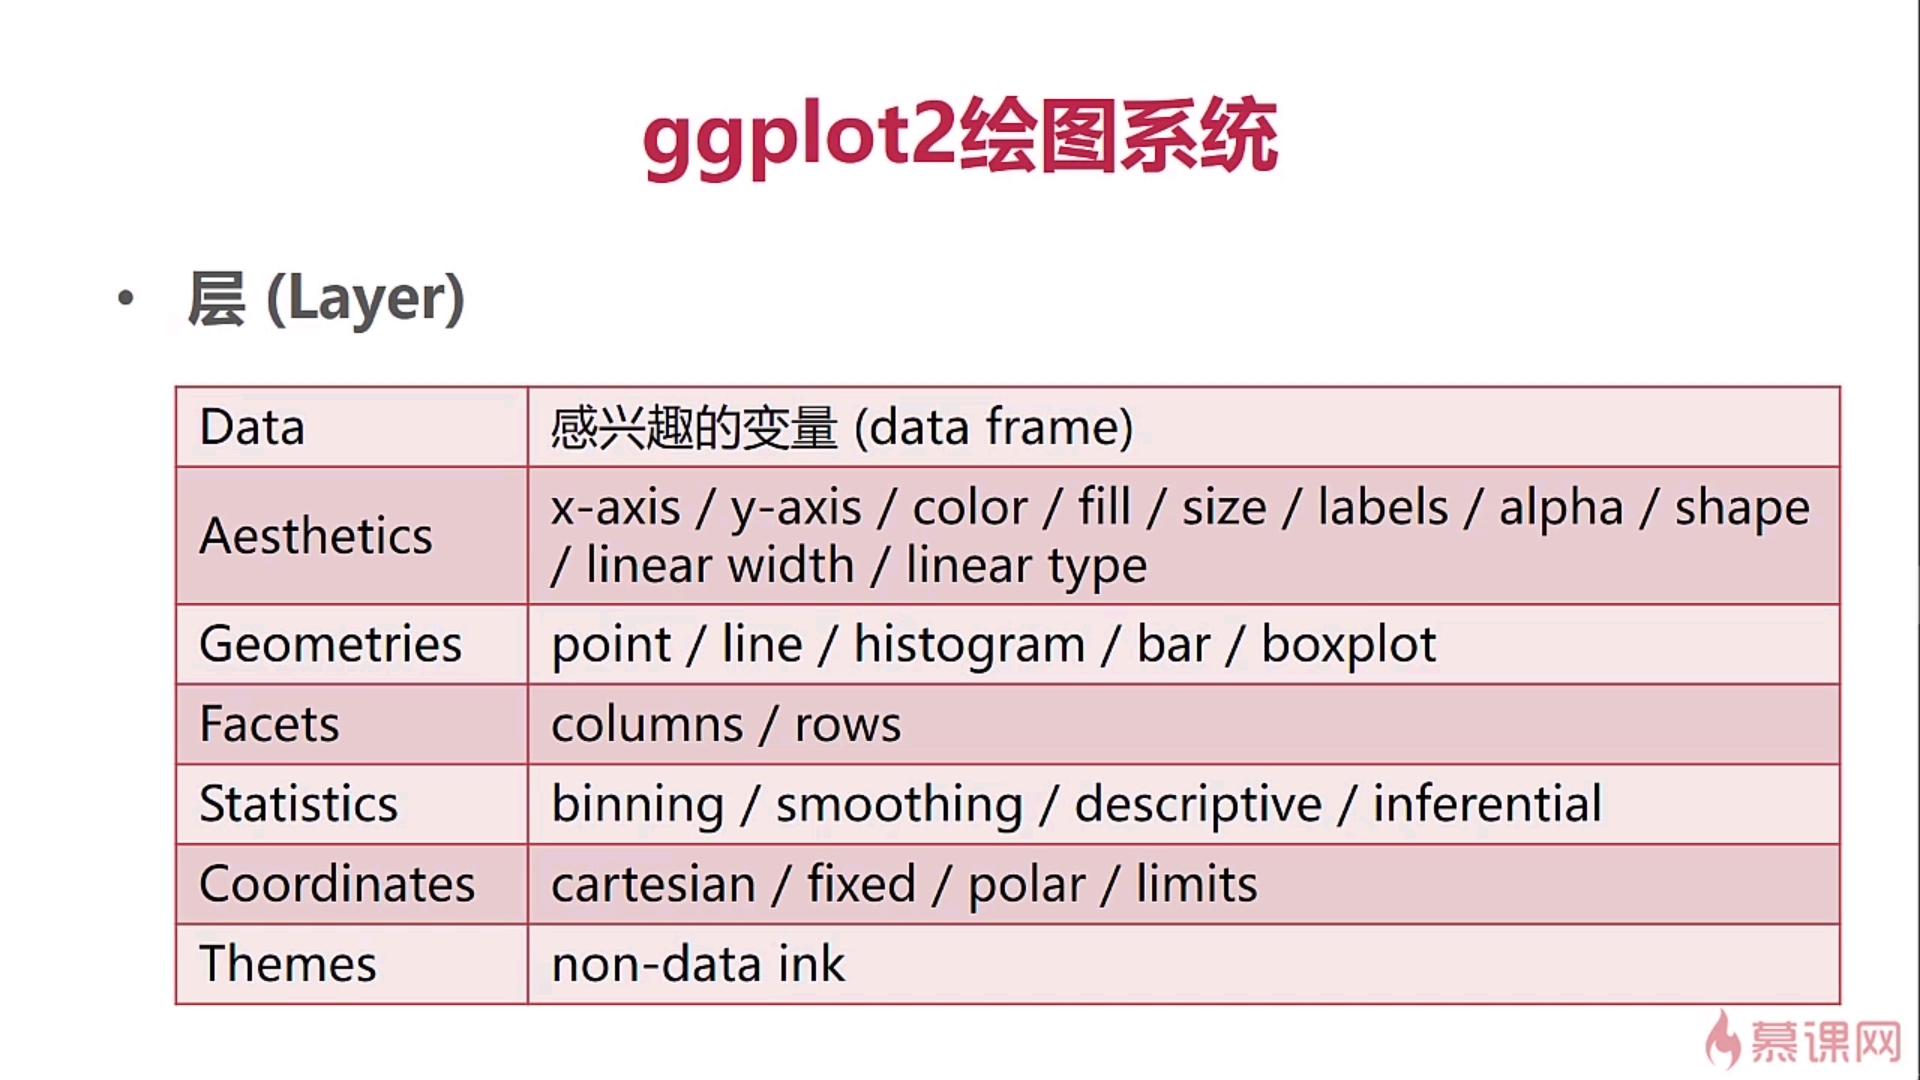 ggplot2绘图系统
• 层 (Layer)
Data
感兴趣的变量 (data frame)
Aesthetics
x-axis / y-axis / color / fill / size / labels / alpha / shape
/ linear width / linear type
Geometries
point / line / histogram / bar / boxplot
Facets
columns / rows
Statistics
binning / smoothing / descriptive / inferential
Coordinates
cartesian / fixed / polar / limits
Themes
non-data ink
慕课网